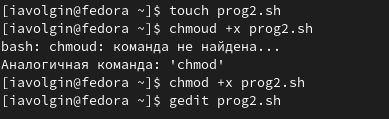 [iavolgin@fedora ~]$ touch prog2.sh
[iavolgin@fedora ~]$ chmoud +x prog2.sh
bash: chmoud: команда не найдена...
Аналогичная команда: 'chmod'
[iavolgin@fedora ~]$ chmod +x prog2.sh
[iavolgin@fedora ~]$ gedit prog2.sh